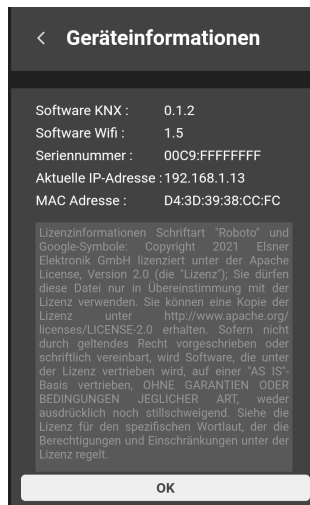 Geräteinformationen
Software KNX : 0.1.2
Software Wifi : 1.5
Seriennummer : 00C9:FFFFFFFF
Aktuelle IP-Adresse : 192.168.1.13
MAC Adresse : D4:3D:39:38:CC:FC
Lizenzinformationen Schriftart "Roboto" und
Google-Symbole: Copyright 2021 Elsner
Elektronik GmbH lizenziert unter der Apache
License, Version 2.0 (die "Lizenz"); Sie dürfen
diese Datei nur in Übereinstimmung mit der
Lizenz verwenden. Sie können eine Kopie der
Lizenz unter http://www.apache.org/
licenses/LICENSE-2.0 erhalten. Sofern nicht
durch geltendes Recht vorgeschrieben oder
schriftlich vereinbart, wird Software, die unter
der Lizenz vertrieben wird, auf einer "AS IS"-
Basis vertrieben, OHNE GARANTIEN ODER
BEDINGUNGEN JEGLICHER ART, weder
ausdrücklich noch stillschweigend. Siehe die
Lizenz für den spezifischen Wortlaut, der die
Berechtigungen und Einschränkungen unter der
Lizenz regelt.
OK